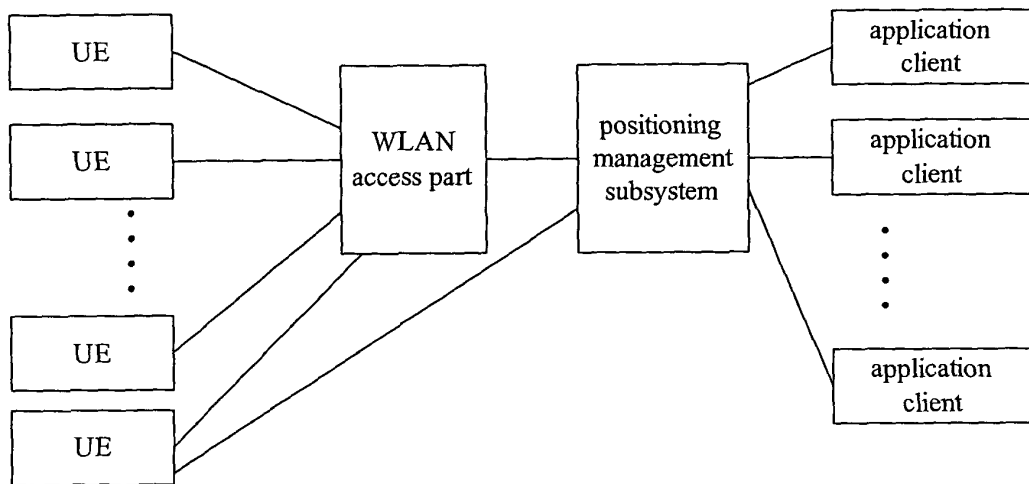 UE
UE
UE
UE
WLAN
access part
positioning
management
subsystem
application
client
application
client
application
client